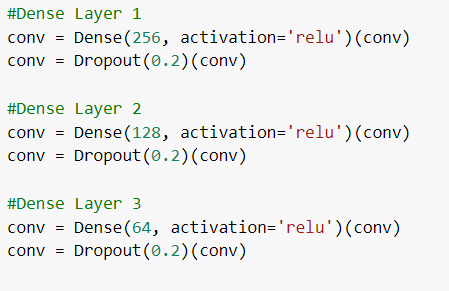 #Dense Layer 1
conv = Dense(256, activation='relu')(conv)
conv = Dropout(0.2)(conv)
#Dense Layer 2
conv = Dense(128, activation='relu')(conv)
conv = Dropout(0.2)(conv)
#Dense Layer 3
conv = Dense(64, activation='relu')(conv)
conv = Dropout(0.2)(conv)